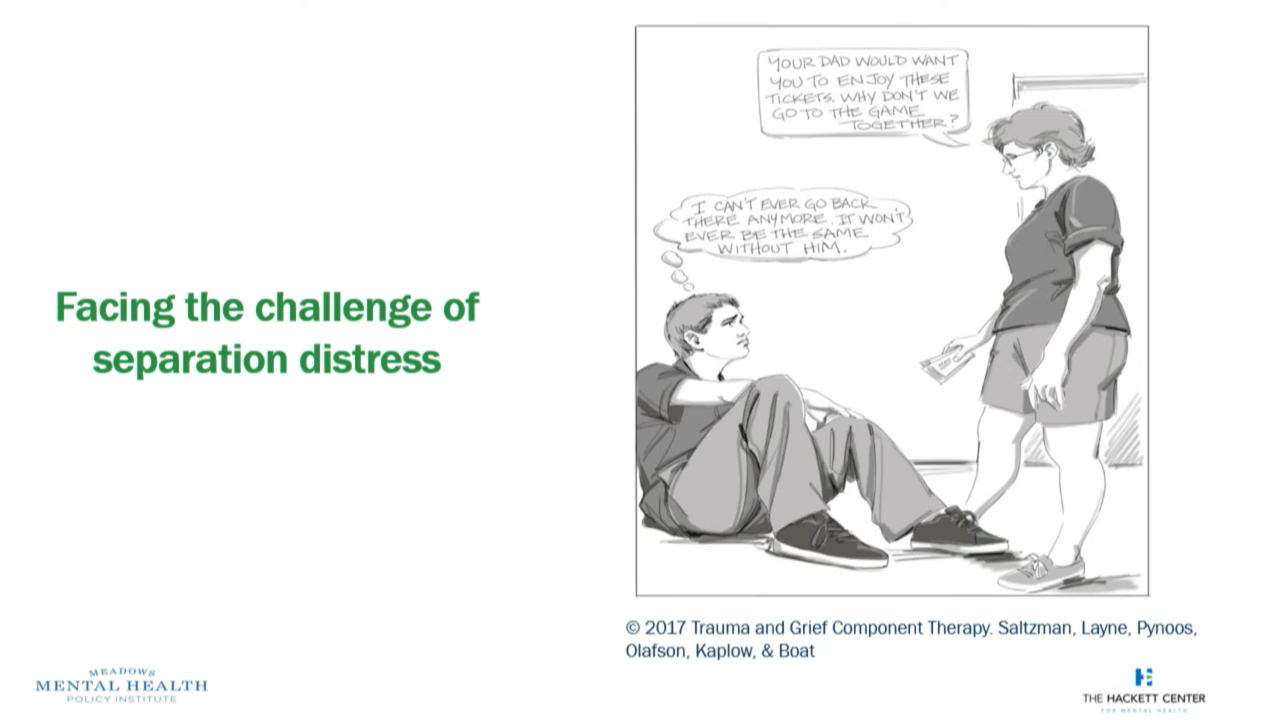 Facing the challenge of
separation distress
YOUR DAD WOULD WANT
YOU TO ENJOY THESE
TICKETS. WHY DON'T WE
GO TO THE GAME
TOGETHER?
I CAN'T EVER GO BACK
THERE ANYMORE. IT WON'T
EVER BE THE SAME
WITHOUT HIM.
© 2017 Trauma and Grief Component Therapy. Saltzman, Layne, Pynoos,
Olafson, Kaplow, & Boat
MEADOWS
MENTAL HEALTH
POLICY INSTITUTE
THE HACKETT CENTER
FOR MENTAL HEALTH